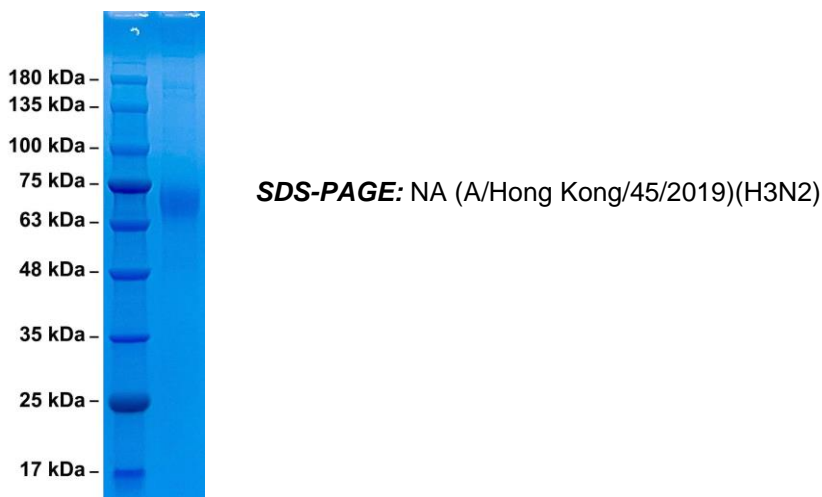 180 kDa –
135 kDa –
100 kDa –
75 kDa –
SDS-PAGE: NA (A/Hong Kong/45/2019)(H3N2)
63 kDa –
48 kDa –
35 kDa –
25 kDa –
17 kDa –